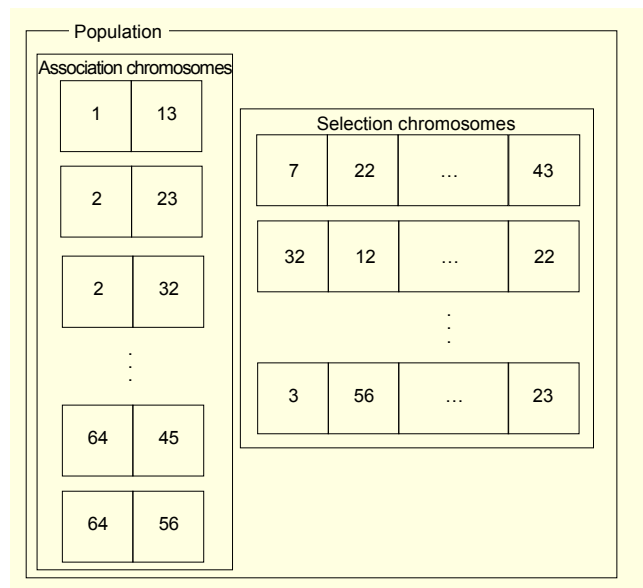 Population
Association chromosomes
1 13
2 23
2 32
.
.
.
64 45
64 56
Selection chromosomes
7 22 … 43
32 12 … 22
.
.
.
3 56 … 23